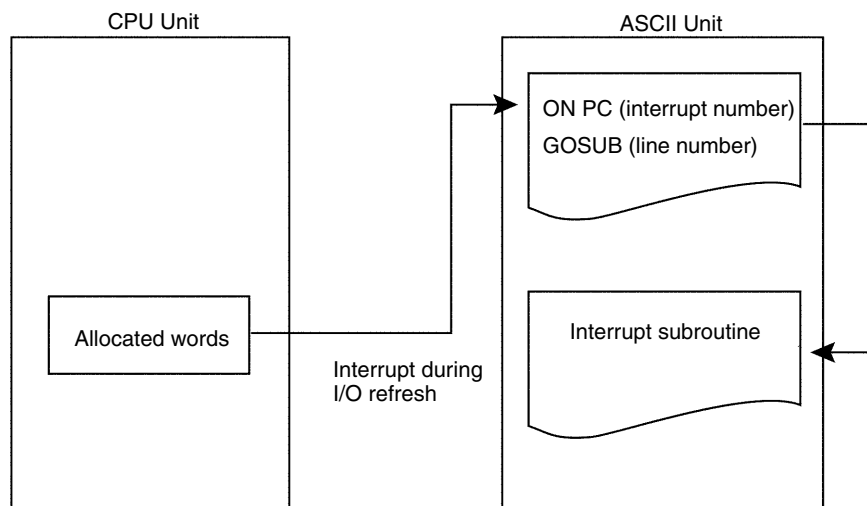 CPU Unit
ASCII Unit
ON PC (interrupt number)
GOSUB (line number)
Allocated words
Interrupt during
I/O refresh
Interrupt subroutine